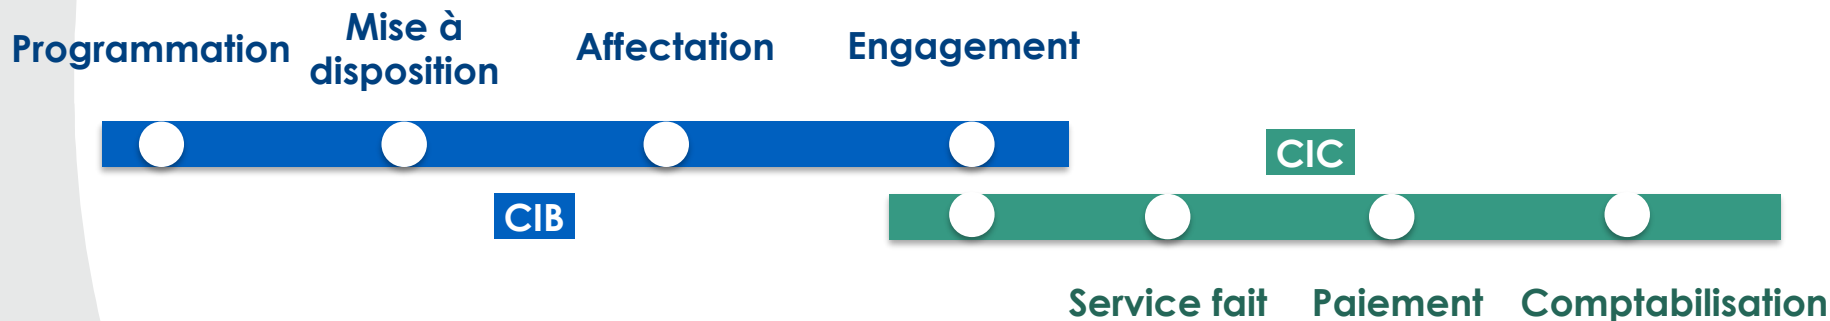 Programmation
Mise à
disposition
Affectation
Engagement
CIC
CIB
Service fait
Paiement
Comptabilisation